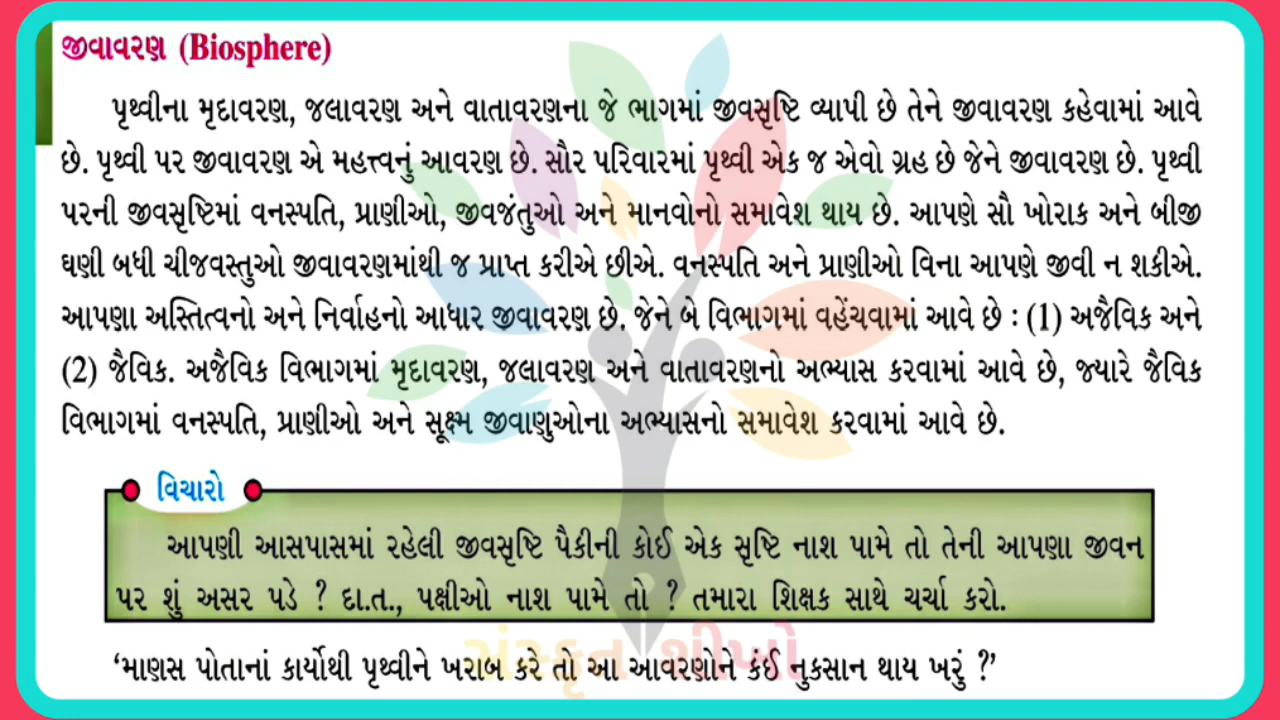 જીવાવરણ (Biosphere)
પૃથ્વીના મૃદાવરણ, જલાવરણ અને વાતાવરણના જે ભાગમાં જીવસૃષ્ટિ વ્યાપી છે તેને જીવાવરણ કહેવામાં આવે
છે. પૃથ્વી પર જીવાવરણ એ મહત્ત્વનું આવરણ છે. સૌર પરિવારમાં પૃથ્વી એક જ એવો ગ્રહ છે જેને જીવાવરણ છે. પૃથ્વી
પરની જીવસૃષ્ટિમાં વનસ્પતિ, પ્રાણીઓ, જીવજંતુઓ અને માનવોનો સમાવેશ થાય છે. આપણે સૌ ખોરાક અને બીજી
ઘણી બધી ચીજવસ્તુઓ જીવાવરણમાંથી જ પ્રાપ્ત કરીએ છીએ. વનસ્પતિ અને પ્રાણીઓ વિના આપણે જીવી ન શકીએ.
આપણા અસ્તિત્વનો અને નિર્વાહનો આધાર જીવાવરણ છે. જેને બે વિભાગમાં વહેંચવામાં આવે છે : (1) અજૈવિક અને
(2) જૈવિક. અજૈવિક વિભાગમાં મૃદાવરણ, જલાવરણ અને વાતાવરણનો અભ્યાસ કરવામાં આવે છે, જ્યારે જૈવિક
વિભાગમાં વનસ્પતિ, પ્રાણીઓ અને સૂક્ષ્મ જીવાણુઓના અભ્યાસનો સમાવેશ કરવામાં આવે છે.
વિચારો
આપણી આસપાસમાં રહેલી જીવસૃષ્ટિ પૈકીની કોઈ એક સૃષ્ટિ નાશ પામે તો તેની આપણા જીવન
પર શું અસર પડે ? દા.ત., પક્ષીઓ નાશ પામે તો ? તમારા શિક્ષક સાથે ચર્ચા કરો.
સંસ્કૃત શીખો
‘માણસ પોતાનાં કાર્યોથી પૃથ્વીને ખરાબ કરે તો આ આવરણોને કંઈ નુકસાન થાય ખરું ?’